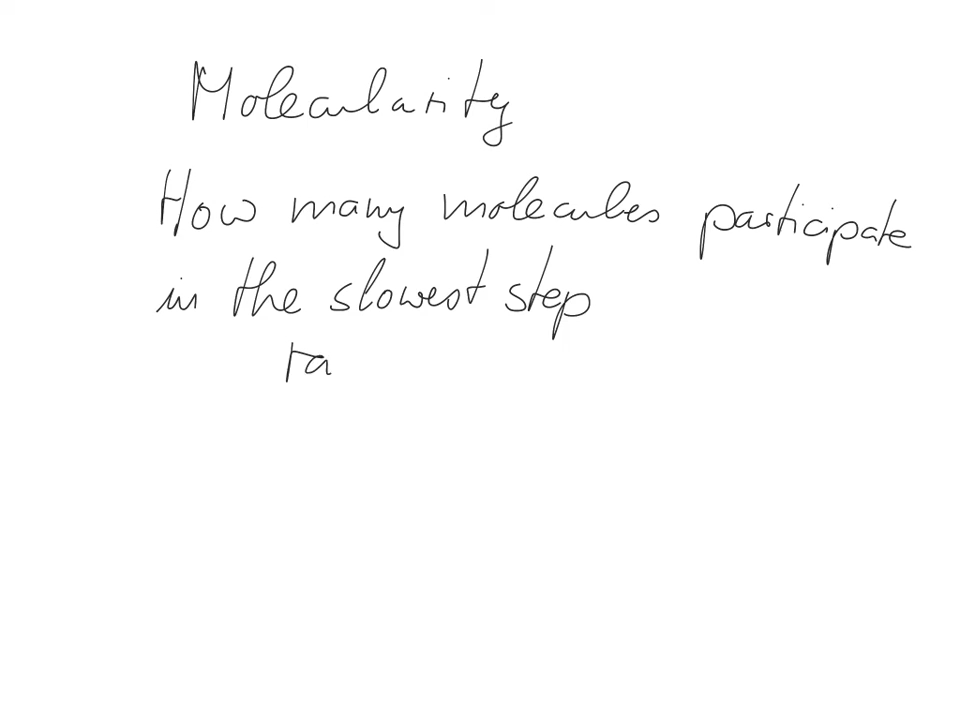 Molecularity
How many molecules participate
in the slowest step
ra